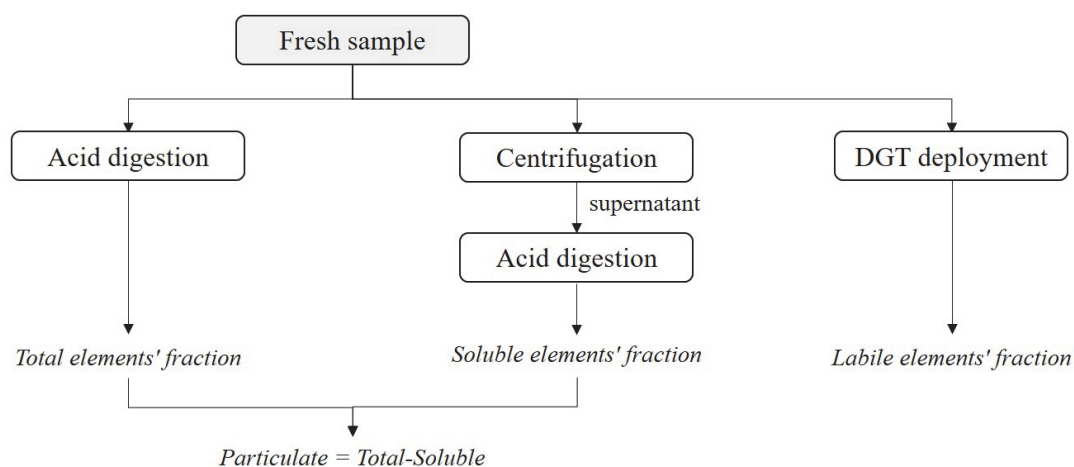 Fresh sample
Acid digestion
Centrifugation
DGT deployment
supernatant
Acid digestion
Total elements' fraction
Soluble elements' fraction
Labile elements' fraction
Particulate = Total-Soluble